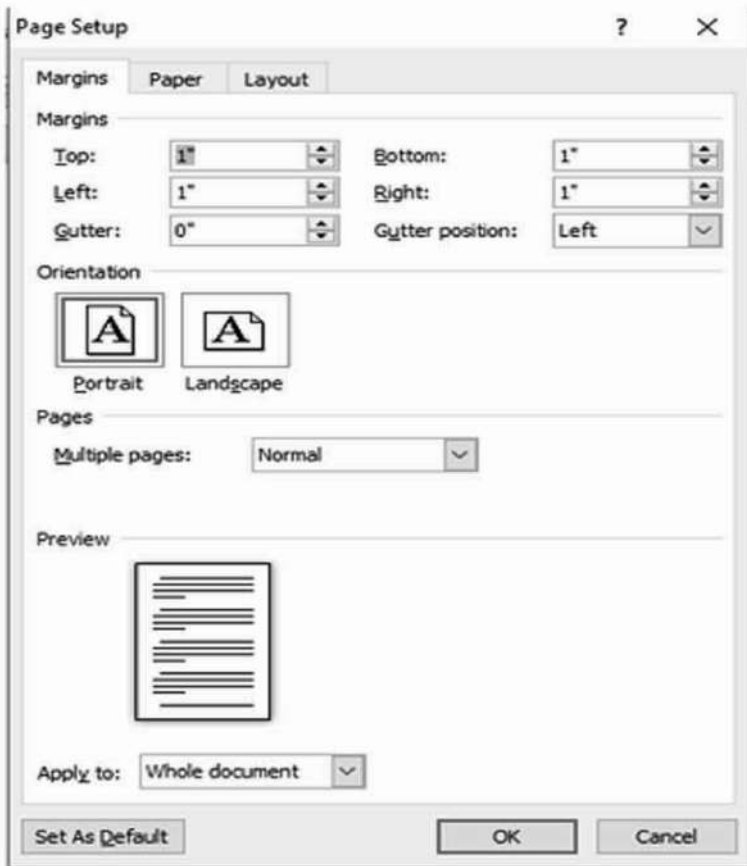 Page Setup ? ×
Margins Paper Layout
Margins
Top: 1" Bottom: 1"
Left: 1" Right: 1"
Gutter: 0" Gutter position: Left
Orientation
A A
Portrait Landscape
Pages
Multiple pages: Normal
Preview
Apply to: Whole document
Set As Default OK Cancel